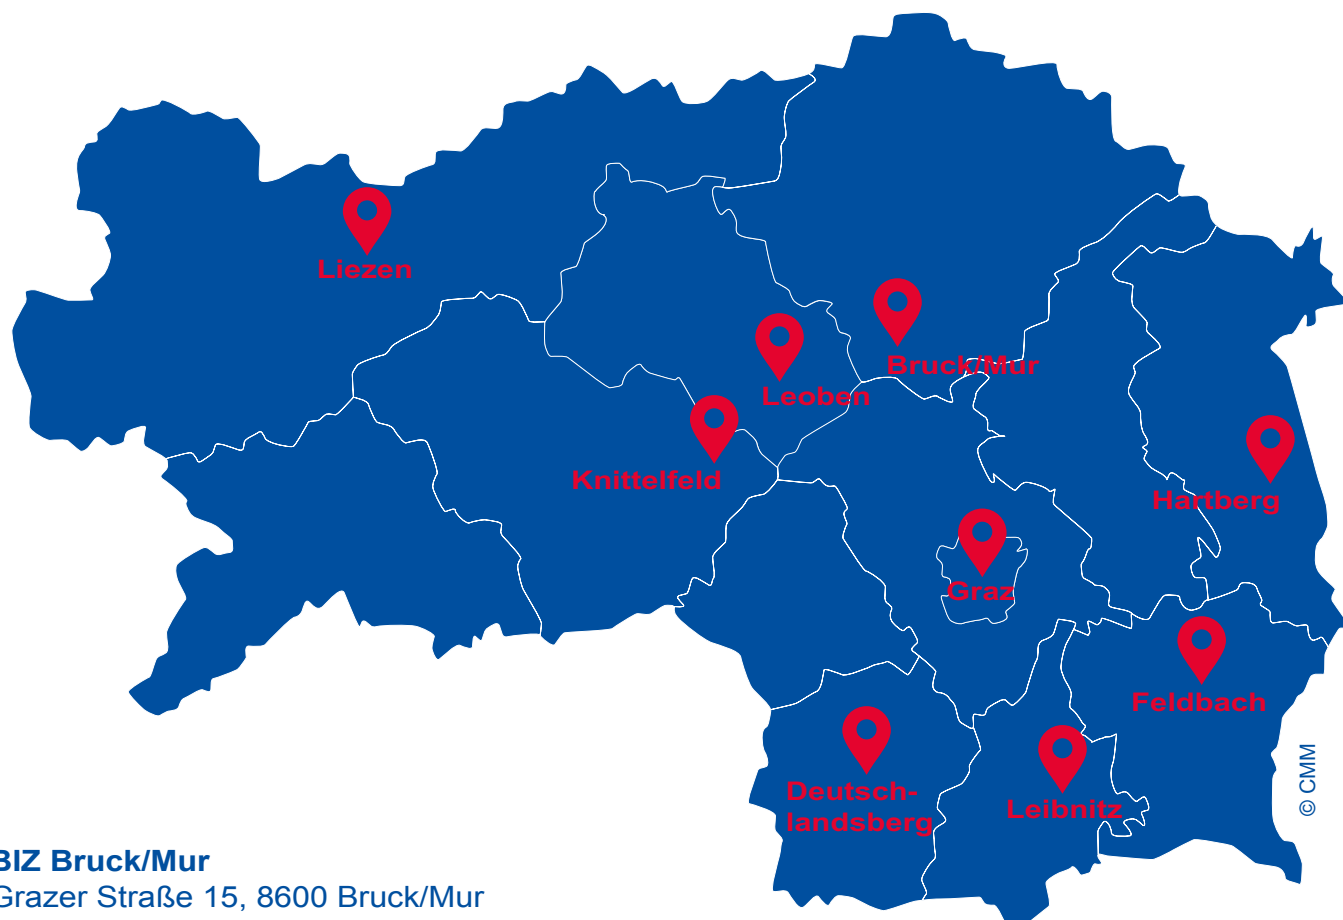 Liezen
Bruck/Mur
Leoben
Knittelfeld
Hartberg
Graz
Feldbach
Deutsch-
landsberg
Leibnitz
© CMM
BIZ Bruck/Mur
Grazer Straße 15, 8600 Bruck/Mur